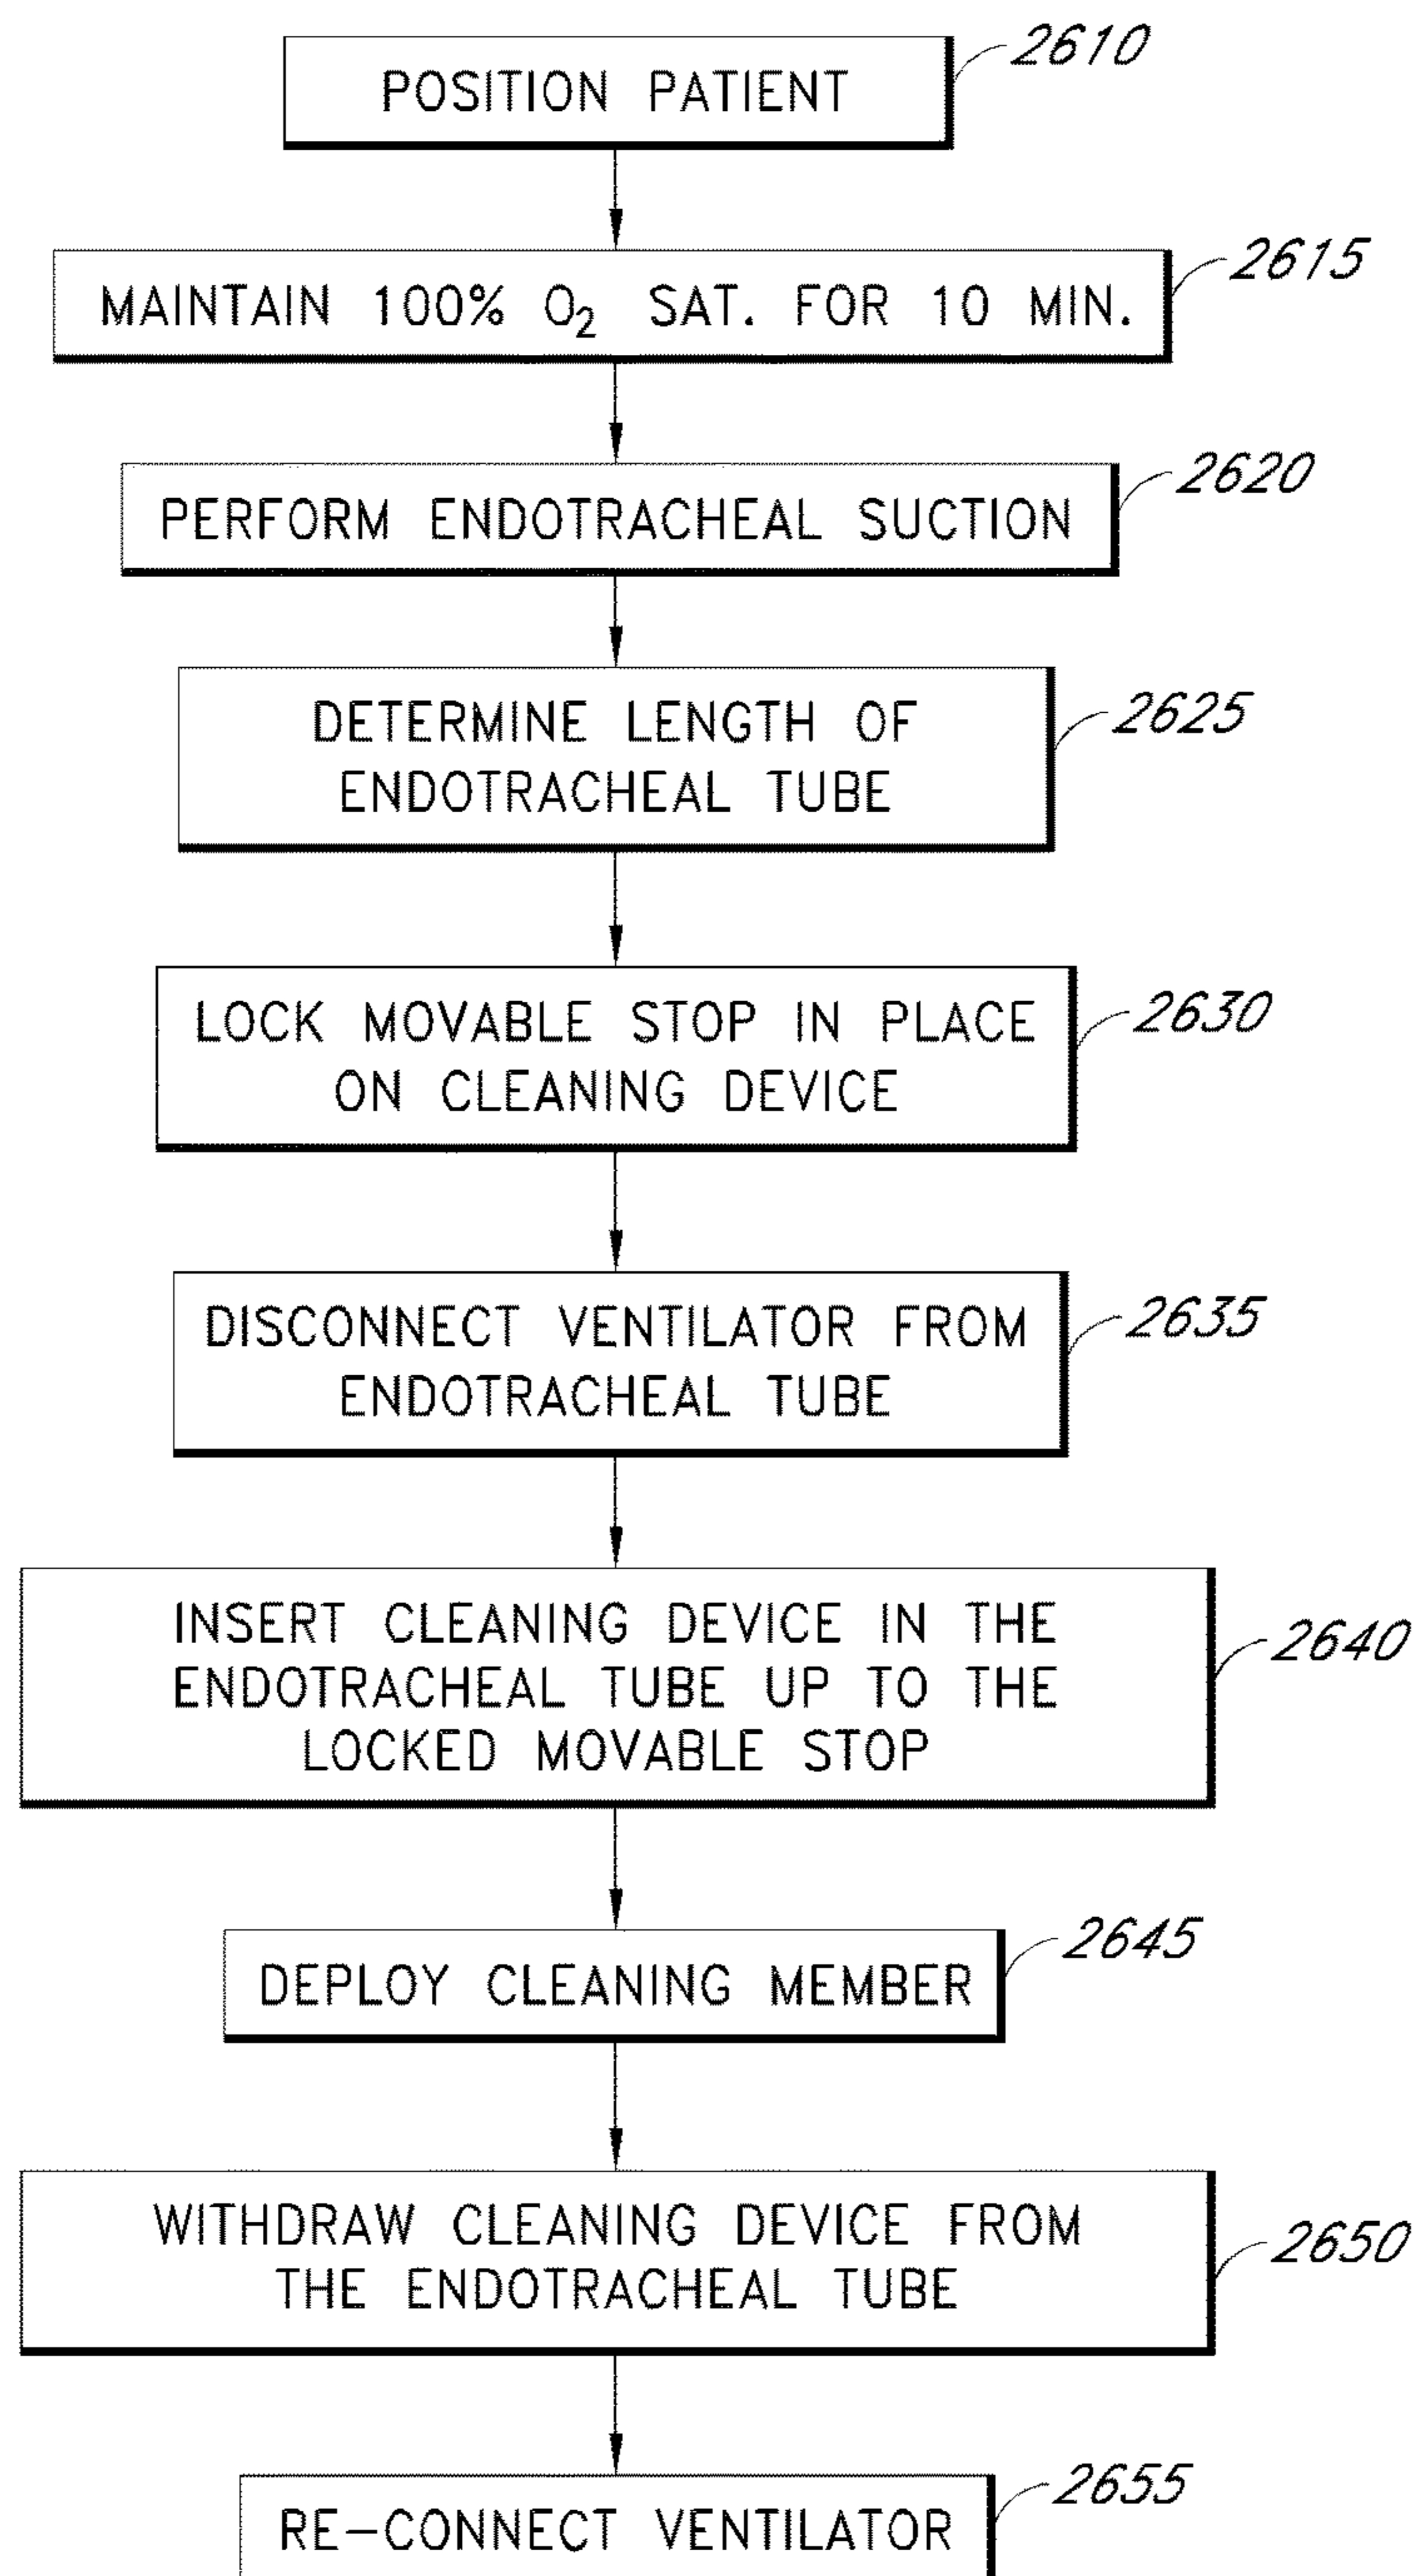 2610
POSITION PATIENT
2615
MAINTAIN 100% O₂ SAT. FOR 10 MIN.
2620
PERFORM ENDOTRACHEAL SUCTION
2625
DETERMINE LENGTH OF
ENDOTRACHEAL TUBE
2630
LOCK MOVABLE STOP IN PLACE
ON CLEANING DEVICE
2635
DISCONNECT VENTILATOR FROM
ENDOTRACHEAL TUBE
2640
INSERT CLEANING DEVICE IN THE
ENDOTRACHEAL TUBE UP TO THE
LOCKED MOVABLE STOP
2645
DEPLOY CLEANING MEMBER
2650
WITHDRAW CLEANING DEVICE FROM
THE ENDOTRACHEAL TUBE
2655
RE-CONNECT VENTILATOR